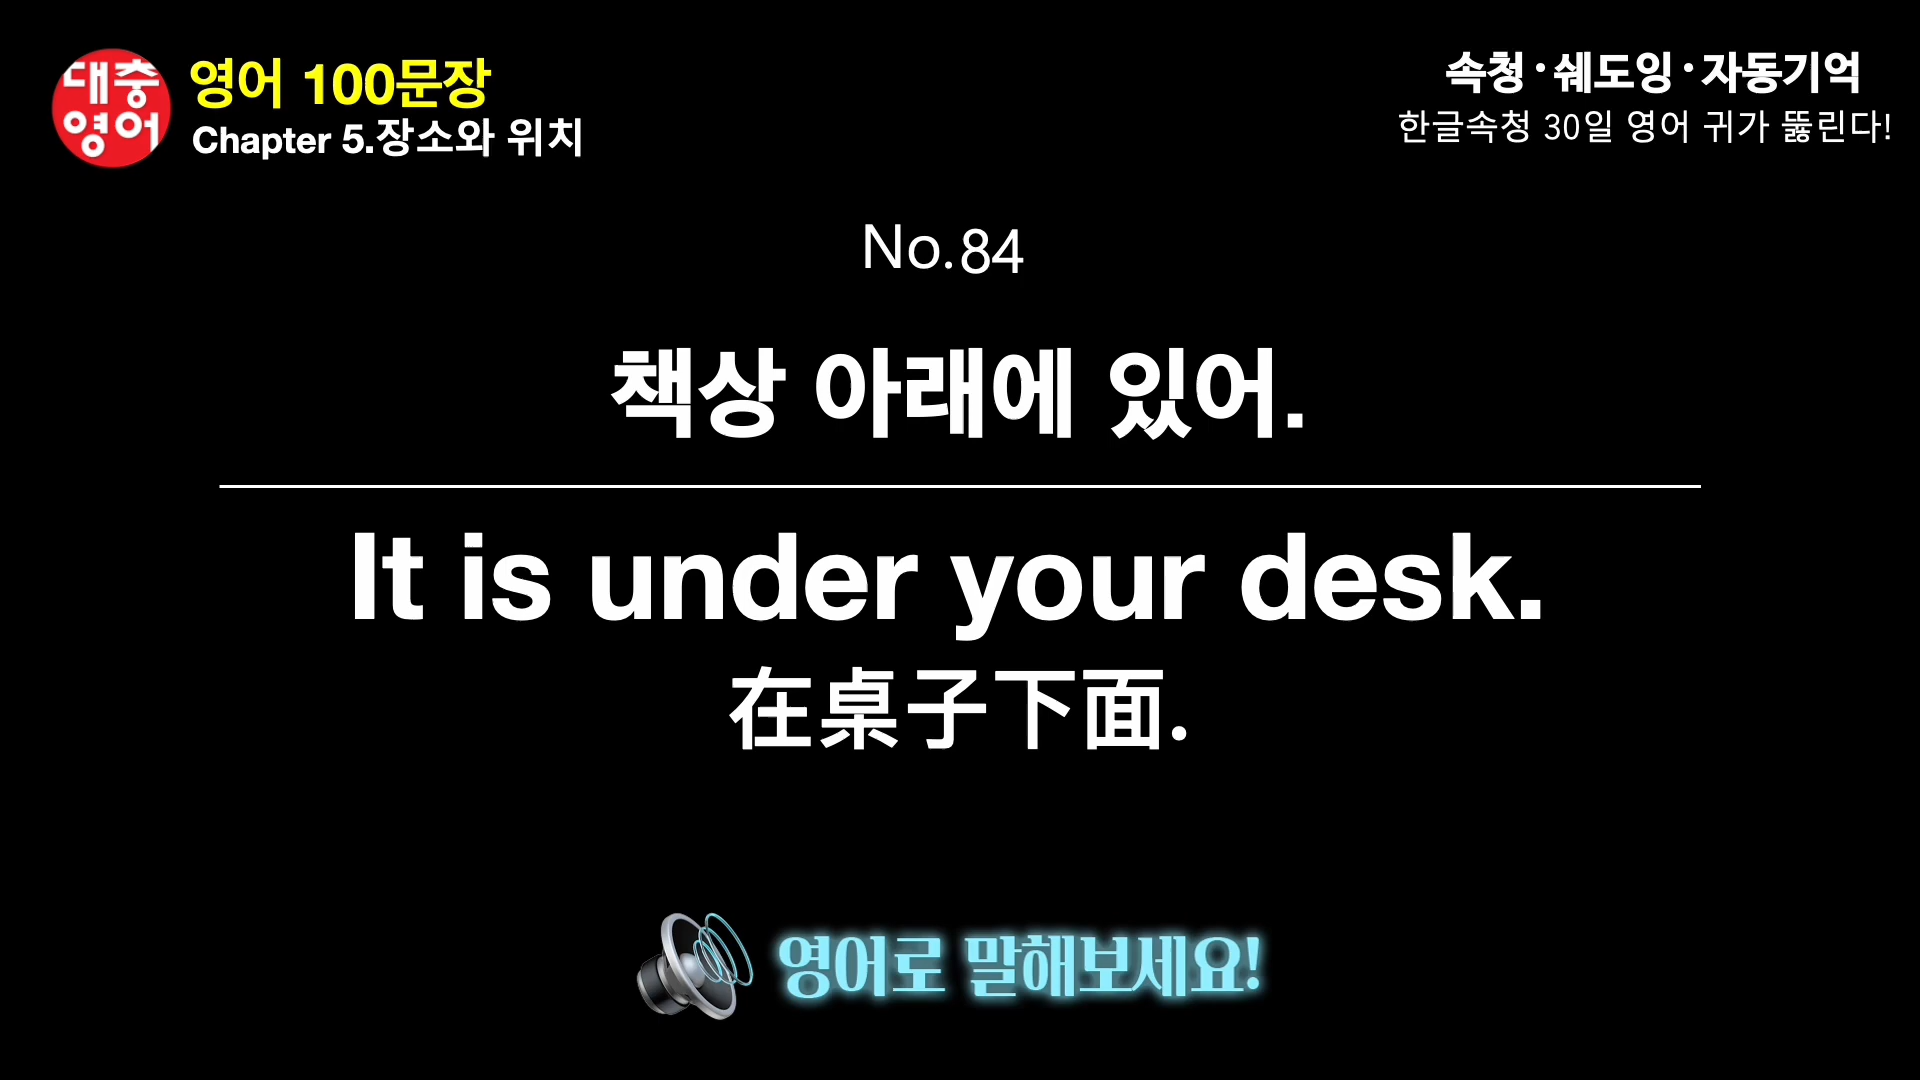 대충
영어
영어 100문장
Chapter 5.장소와 위치
속청·쉐도잉·자동기억
한글속청 30일 영어 귀가 뚫린다!
No.84
책상 아래에 있어.
It is under your desk.
在桌子下面.
영어로 말해보세요!